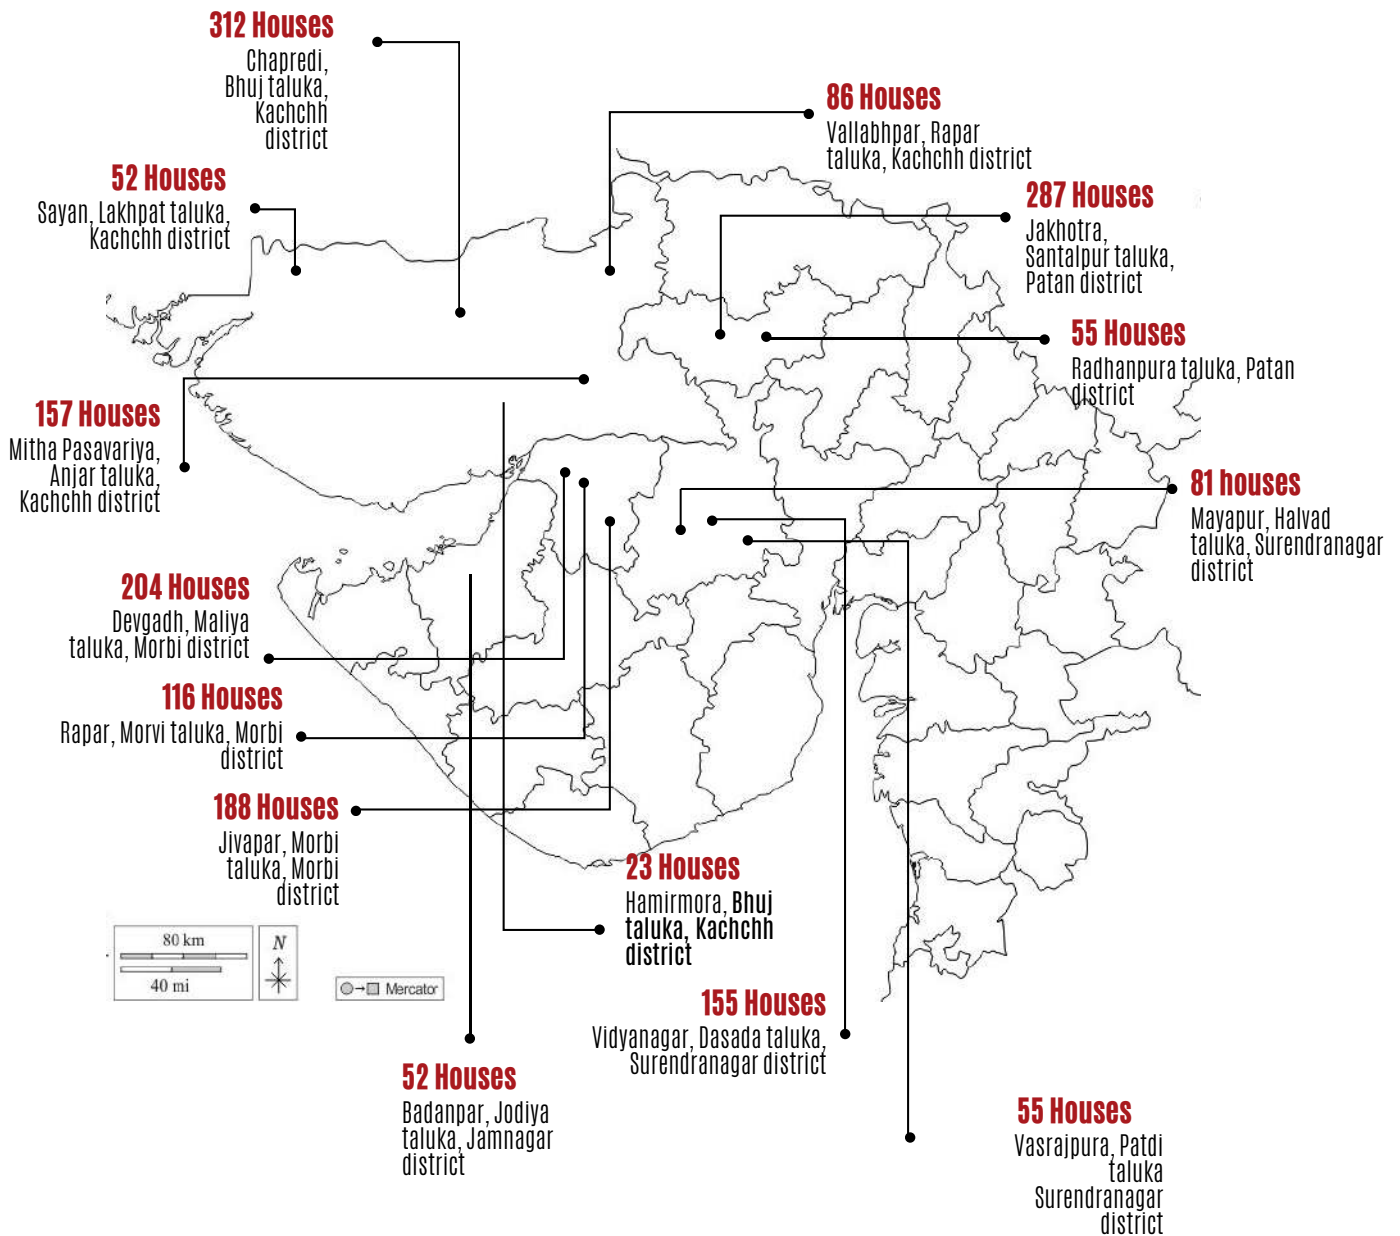 312 Houses
Chapredi,
Bhuj taluka,
Kachchh
district
86 Houses
Vallabhpar, Rapar
taluka, Kachchh district
52 Houses
Sayan, Lakhpat taluka,
Kachchh district
287 Houses
Jakhotra,
Santalpur taluka,
Patan district
55 Houses
Radhanpura taluka, Patan
district
157 Houses
Mitha Pasavariya,
Anjar taluka,
Kachchh district
81 houses
Mayapur, Halvad
taluka, Surendranagar
district
204 Houses
Devgadh, Maliya
taluka, Morbi district
116 Houses
Rapar, Morvi taluka, Morbi
district
188 Houses
Jivapar, Morbi
taluka, Morbi
district
23 Houses
Hamirmora, Bhuj
taluka, Kachchh
district
80 km
40 mi
N
Mercator
155 Houses
Vidyanagar, Dasada taluka,
Surendranagar district
52 Houses
Badanpar, Jodiya
taluka, Jamnagar
district
55 Houses
Vasrajpura, Patdi
taluka
Surendranagar
district